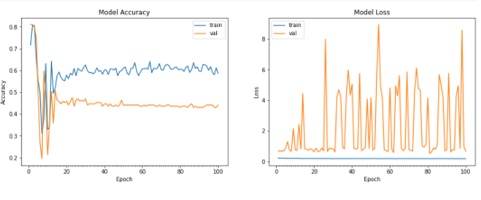 Model Accuracy
train
val
0.8
0.7
0.6
0.5
0.4
0.3
0.2
Accuracy
0
20
40
60
80
100
Epoch
Model Loss
train
val
8
6
4
2
0
Loss
0
20
40
60
80
100
Epoch